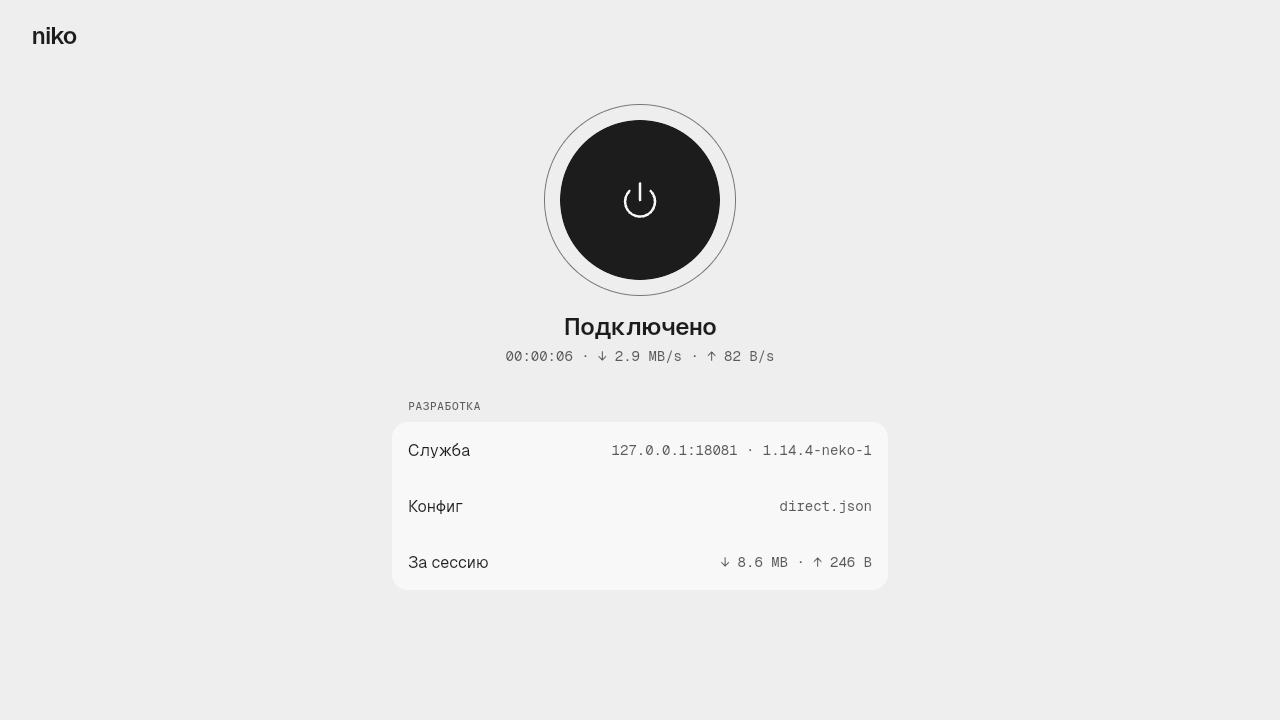 niko
Подключено
00:00:06 · ↓ 2.9 MB/s · ↑ 82 B/s
РАЗРАБОТКА
Служба 127.0.0.1:18081 · 1.14.4-neko-1
Конфиг direct.json
За сессию ↓ 8.6 MB · ↑ 246 B